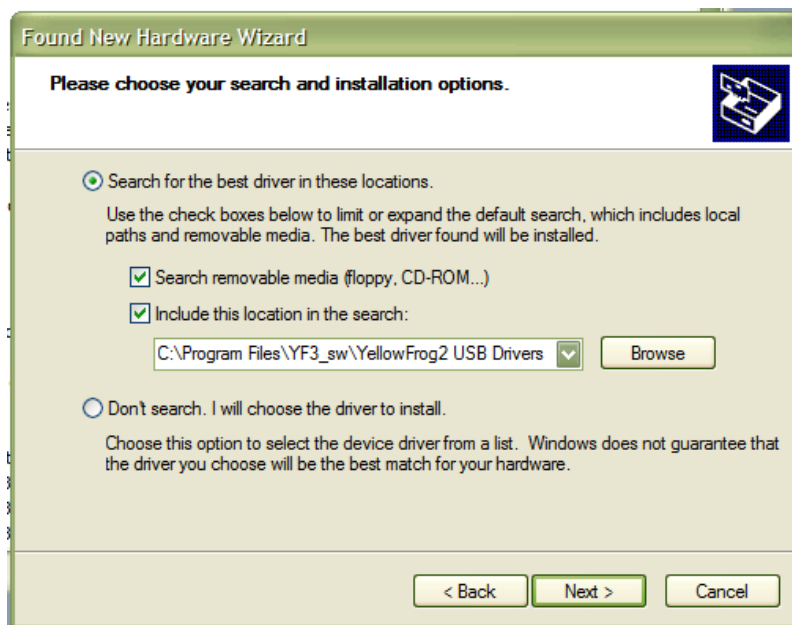 Found New Hardware Wizard
Please choose your search and installation options.
Search for the best driver in these locations.
Use the check boxes below to limit or expand the default search, which includes local
paths and removable media. The best driver found will be installed.
Search removable media (floppy, CD-ROM...)
Include this location in the search:
C:\Program Files\YF3_sw\YellowFrog2 USB Drivers
Browse
Don't search. I will choose the driver to install.
Choose this option to select the device driver from a list. Windows does not guarantee that
the driver you choose will be the best match for your hardware.
< Back
Next >
Cancel